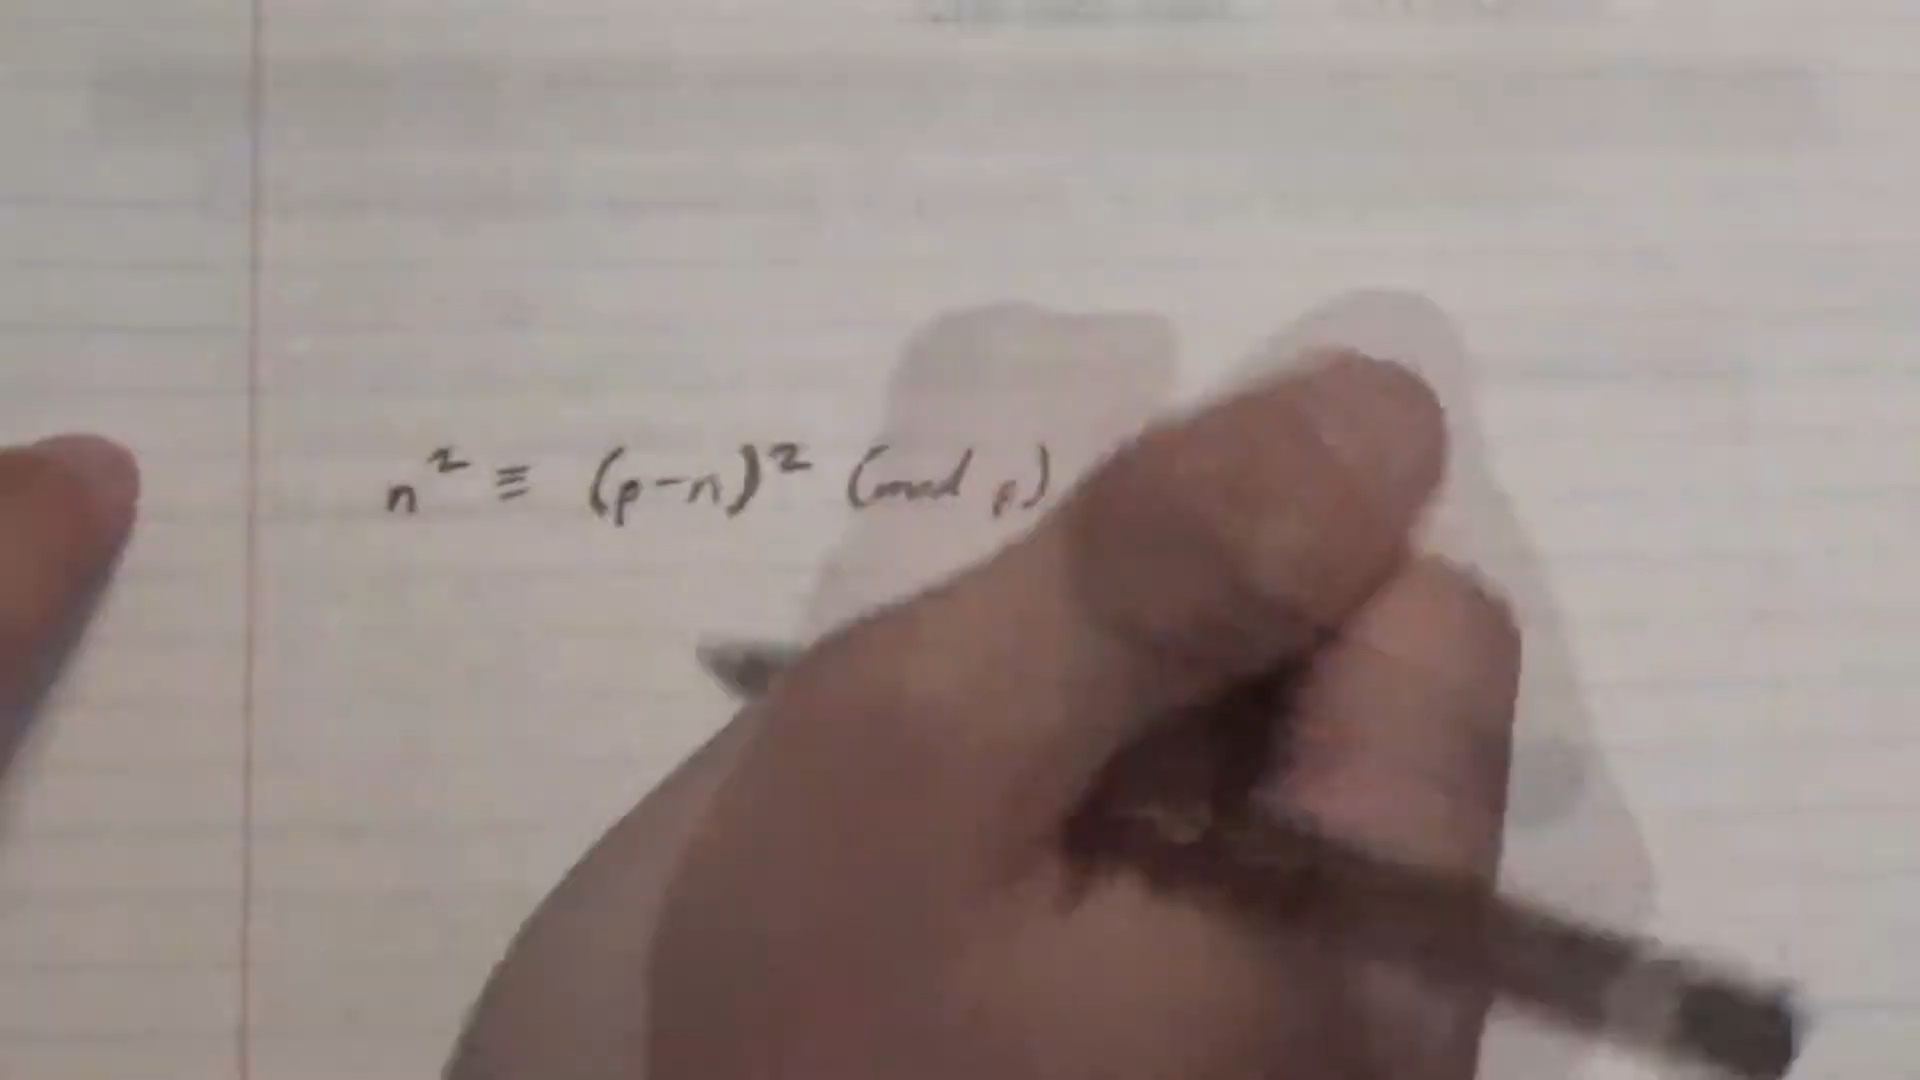 n² ≡ (p-n)² (mod p)